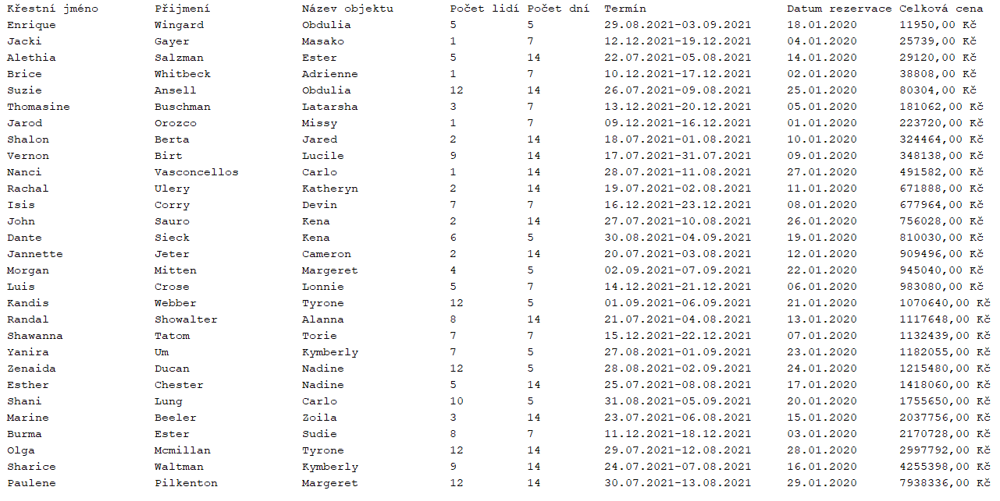 Křestní jméno Přijmení Název objektu Počet lidí Počet dní Termín Datum rezervace Celková cena
Enrique Wingard Obdulia 5 5 29.08.2021-03.09.2021 18.01.2020 11950,00 Kč
Jacki Gayer Masako 1 7 12.12.2021-19.12.2021 04.01.2020 25739,00 Kč
Alethia Salzman Ester 5 14 22.07.2021-05.08.2021 14.01.2020 29120,00 Kč
Brice Whitbeck Adrienne 1 7 10.12.2021-17.12.2021 02.01.2020 38808,00 Kč
Suzie Ansell Obdulia 12 14 26.07.2021-09.08.2021 25.01.2020 80304,00 Kč
Thomasine Buschman Latarsha 3 7 13.12.2021-20.12.2021 05.01.2020 181062,00 Kč
Jarod Orozco Missy 1 7 09.12.2021-16.12.2021 01.01.2020 223720,00 Kč
Shalon Berta Jared 2 14 18.07.2021-01.08.2021 10.01.2020 324464,00 Kč
Vernon Birt Lucile 9 14 17.07.2021-31.07.2021 09.01.2020 348138,00 Kč
Nanci Vasconcellos Carlo 1 14 28.07.2021-11.08.2021 27.01.2020 491582,00 Kč
Rachal Ulery Katheryn 2 14 19.07.2021-02.08.2021 11.01.2020 671888,00 Kč
Isis Corry Devin 7 7 16.12.2021-23.12.2021 08.01.2020 677964,00 Kč
John Sauro Kena 2 14 27.07.2021-10.08.2021 26.01.2020 756028,00 Kč
Dante Sieck Kena 6 5 30.08.2021-04.09.2021 19.01.2020 810030,00 Kč
Jannette Jeter Cameron 2 14 20.07.2021-03.08.2021 12.01.2020 909496,00 Kč
Morgan Mitten Margeret 4 5 02.09.2021-07.09.2021 22.01.2020 945040,00 Kč
Luis Crose Lonnie 5 7 14.12.2021-21.12.2021 06.01.2020 983080,00 Kč
Kandis Webber Tyrone 12 5 01.09.2021-06.09.2021 21.01.2020 1070640,00 Kč
Randal Showalter Alanna 8 14 21.07.2021-04.08.2021 13.01.2020 1117648,00 Kč
Shawanna Tatom Torie 7 7 15.12.2021-22.12.2021 07.01.2020 1132439,00 Kč
Yanira Um Kymberly 7 5 27.08.2021-01.09.2021 23.01.2020 1182055,00 Kč
Zenaida Ducan Nadine 12 5 28.08.2021-02.09.2021 24.01.2020 1215480,00 Kč
Esther Chester Nadine 5 14 25.07.2021-08.08.2021 17.01.2020 1418060,00 Kč
Shani Lung Carlo 10 5 31.08.2021-05.09.2021 20.01.2020 1755650,00 Kč
Marine Beeler Zoila 3 14 23.07.2021-06.08.2021 15.01.2020 2037756,00 Kč
Burma Ester Sudie 8 7 11.12.2021-18.12.2021 03.01.2020 2170728,00 Kč
Olga Mcmillan Tyrone 12 14 29.07.2021-12.08.2021 28.01.2020 2997792,00 Kč
Sharice Waltman Kymberly 9 14 24.07.2021-07.08.2021 16.01.2020 4255398,00 Kč
Paulene Pilkenton Margeret 12 14 30.07.2021-13.08.2021 29.01.2020 7938336,00 Kč